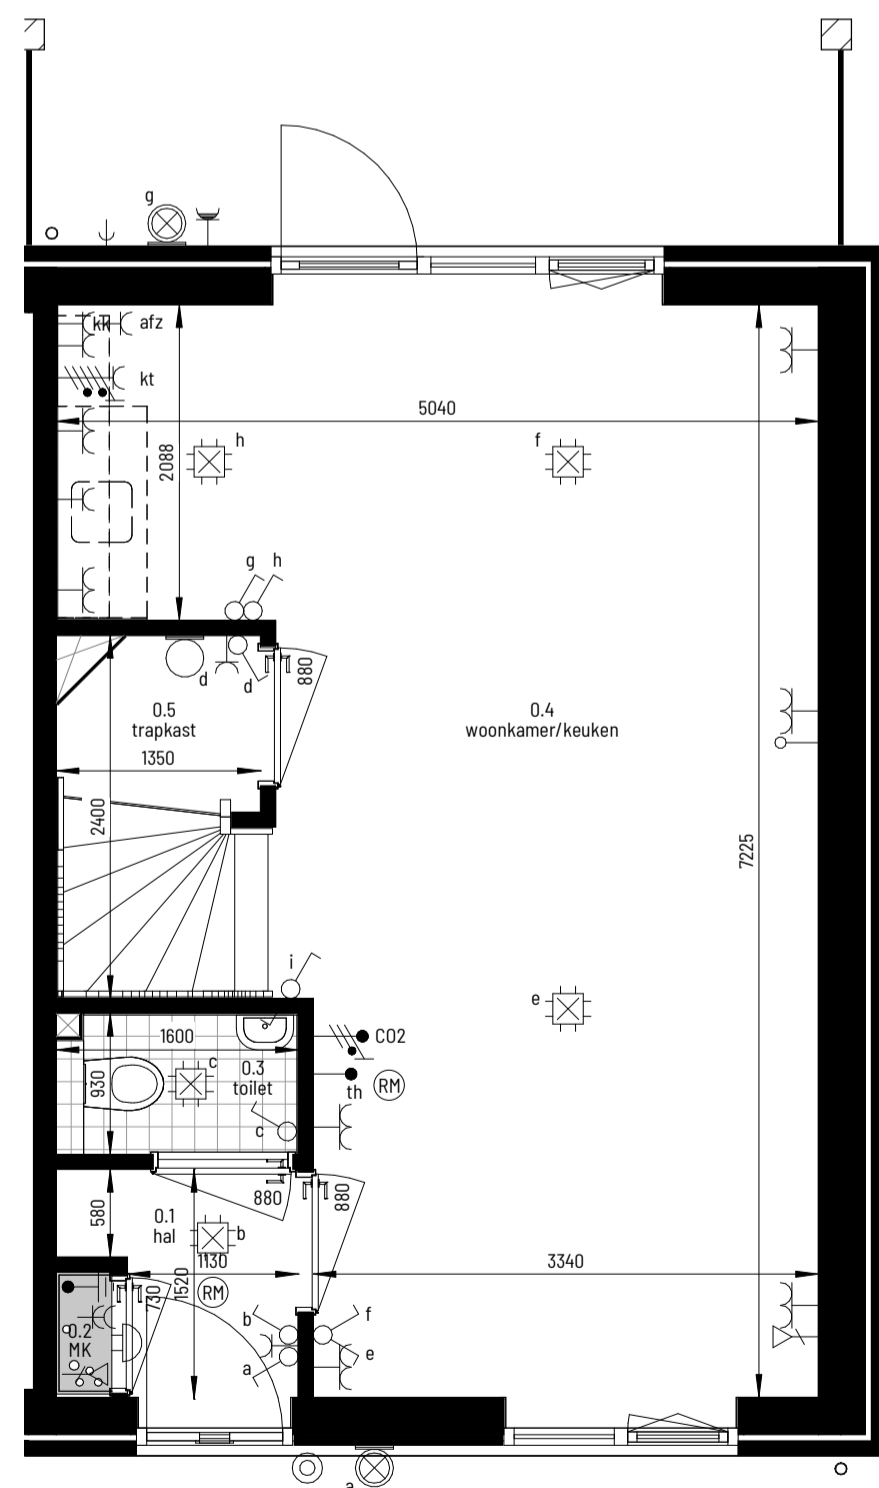 g
kk afz
kt
5040
2088
h
f
g h
d
d
880
0.5
trapkast
1350
0.4
woonkamer/keuken
2400
7225
i
e
CO2
1600
c
0.3
toilet
930
th
RM
c
880
880
580
0.1
hal
b
1130
3340
1520
RM
730
0.2
MK
b
f
a
e
a